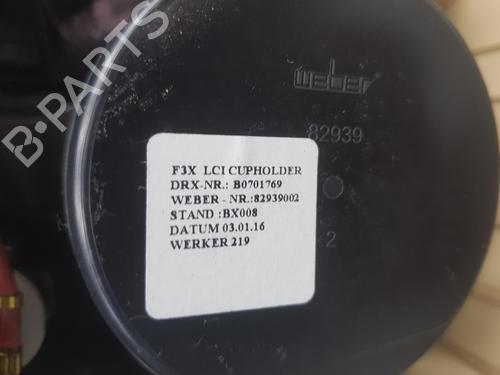 B-PARTS
weber
82939
2
F3X LCI CUPHOLDER
DRX-NR.: B0701769
WEBER - NR.:82939002
STAND :BX008
DATUM 03.01.16
WERKER 219